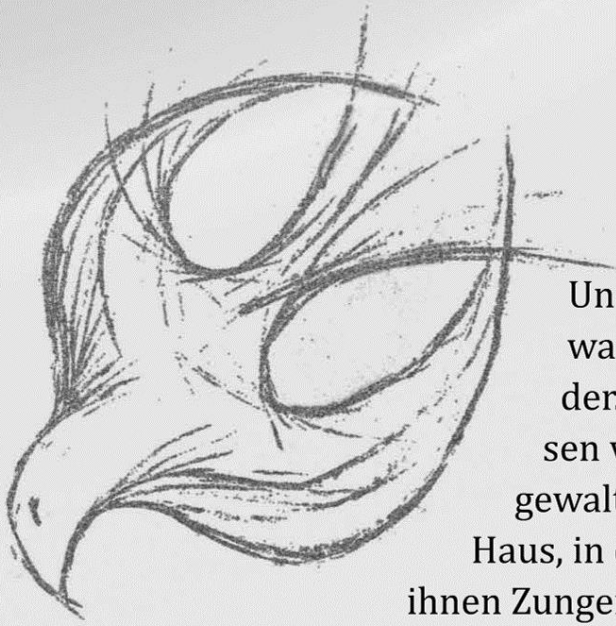 Un
wa
den
sen
gewalt
Haus, in
ihnen Zunge